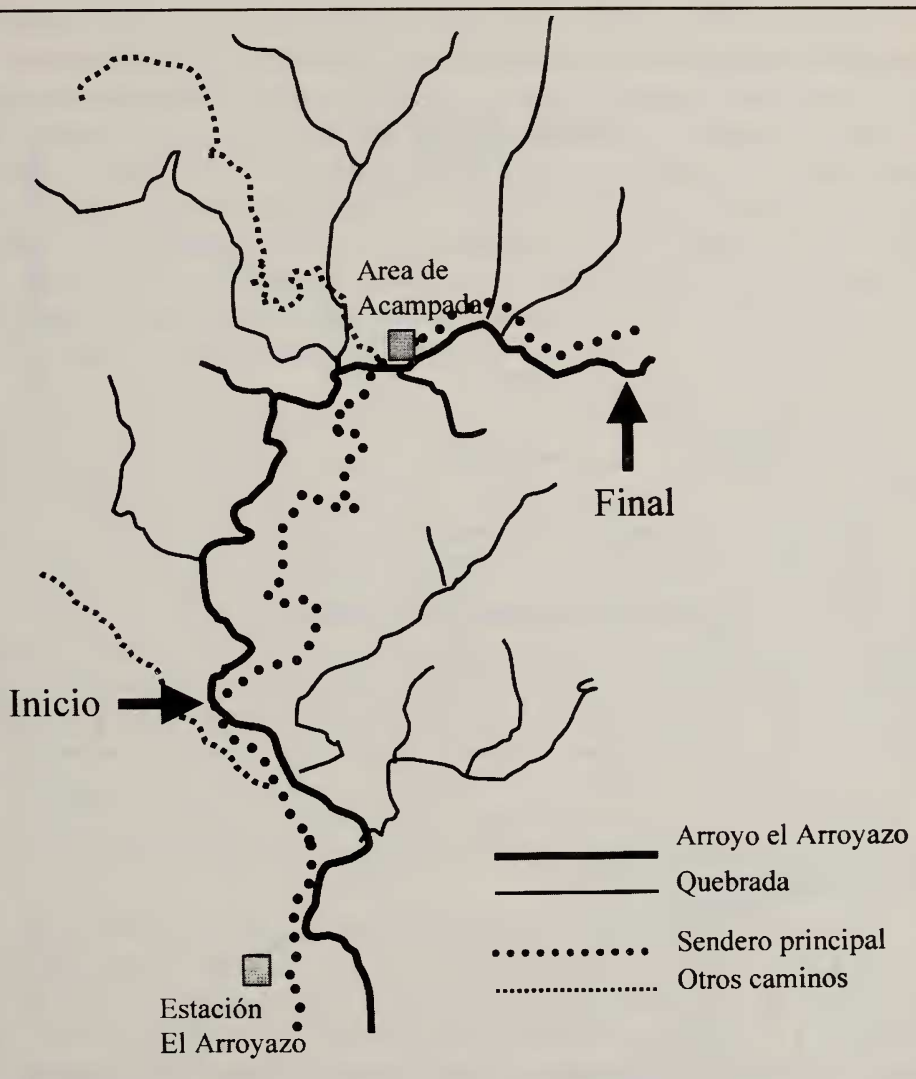 Area de
Acampada
Final
Inicio
Arroyo el Arroyazo
Quebrada
Sendero principal
Otros caminos
Estación
El Arroyazo